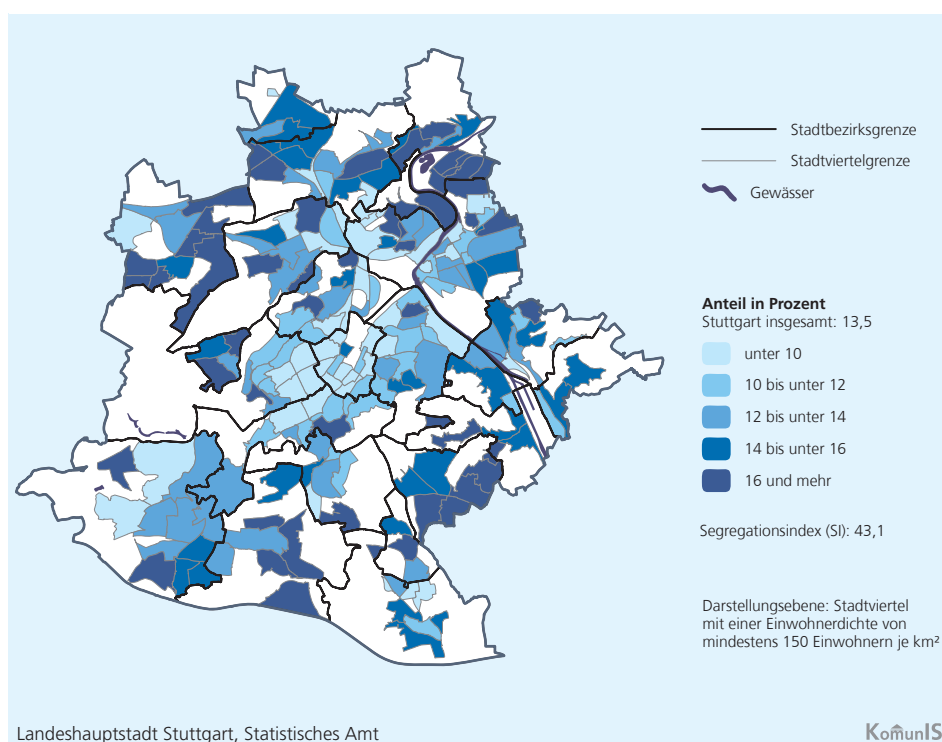 Stadtbezirksgrenze
Stadtviertelgrenze
Gewässer
Anteil in Prozent
Stuttgart insgesamt: 13,5
unter 10
10 bis unter 12
12 bis unter 14
14 bis unter 16
16 und mehr
Segregationsindex (SI): 43,1
Darstellungsebene: Stadtviertel
mit einer Einwohnerdichte von
mindestens 150 Einwohnern je km²
Landeshauptstadt Stuttgart, Statistisches Amt
KomunIS